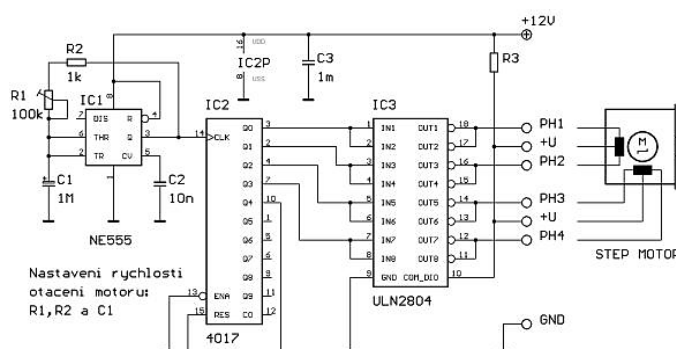 +12V
R2
1k
16
VDD
IC2P
VSS
8
C3
1m
R3
R1
100k
IC1
8
7
DIS
R
4
6
THR
Q
3
2
TR
CV
5
1
C1
1M
C2
10n
NE555
IC2
14
CLK
Q0
3
Q1
2
Q2
4
Q3
7
Q4
10
Q5
1
Q6
5
Q7
6
Q8
9
13
ENA
Q9
11
15
RES
CO
12
4017
IC3
1
IN1
OUT1
18
2
IN2
OUT2
17
3
IN3
OUT3
16
4
IN4
OUT4
15
5
IN5
OUT5
14
6
IN6
OUT6
13
7
IN7
OUT7
12
8
IN8
OUT8
11
9
GND
COM_DIO
10
ULN2804
PH1
+U
PH2
PH3
+U
PH4
M1
STEP MOTOR
GND
Nastaveni rychlosti
otaceni motoru:
R1,R2 a C1